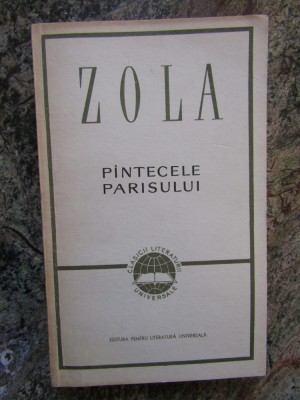 ZOLA
PÎNTECELE
PARISULUI
CLASICII LITERATURII
UNIVERSALE
EDITURA PENTRU LITERATURĂ UNIVERSALĂ